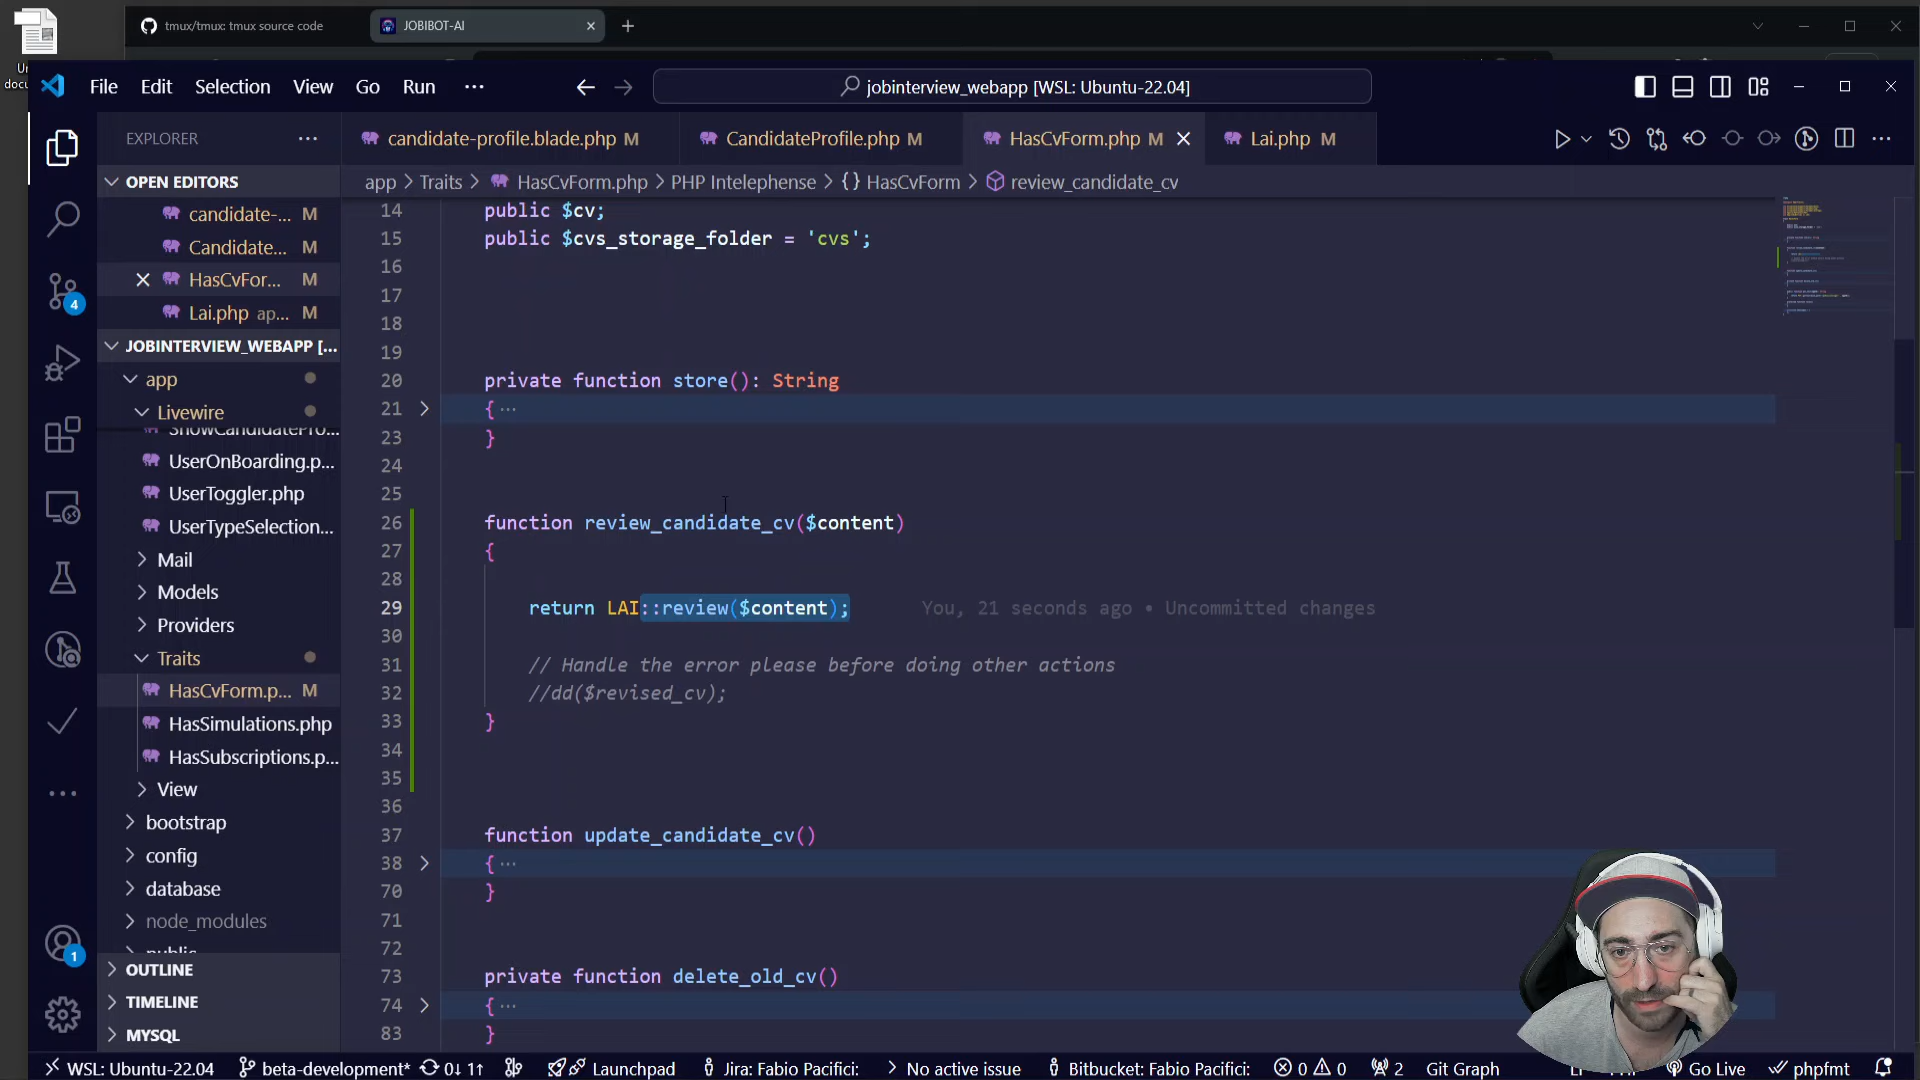 tmux/tmux: tmux source code
JOBIBOT-AI
File Edit Selection View Go Run ...
jobinterview_webapp [WSL: Ubuntu-22.04]
EXPLORER
candidate-profile.blade.php M
CandidateProfile.php M
HasCvForm.php M
Lai.php M
app > Traits > HasCvForm.php > PHP Intelephense > {} HasCvForm > review_candidate_cv
OPEN EDITORS
candidate-... M
Candidate... M
HasCvFor... M
Lai.php ap... M
JOBINTERVIEW_WEBAPP [...
app
Livewire
ShowCandidatePro...
UserOnBoarding.p...
UserToggler.php
UserTypeSelection...
Mail
Models
Providers
Traits
HasCvForm.p... M
HasSimulations.php
HasSubscriptions.p...
View
bootstrap
config
database
node_modules
public
OUTLINE
TIMELINE
MYSQL
4
1
14 public $cv;
15 public $cvs_storage_folder = 'cvs';
16
17
18
19
20 private function store(): String
21 { ...
23 }
24
25
26 function review_candidate_cv($content)
27 {
28
29 return LAI::review($content); You, 21 seconds ago • Uncommitted changes
30
31 // Handle the error please before doing other actions
32 //dd($revised_cv);
33 }
34
35
36
37 function update_candidate_cv()
38 { ...
70 }
71
72
73 private function delete_old_cv()
74 { ...
83 }
WSL: Ubuntu-22.04 beta-development* 0↓ 1↑ Launchpad Jira: Fabio Pacifici: No active issue Bitbucket: Fabio Pacifici: 0 0 2 Git Graph Go Live phpfmt